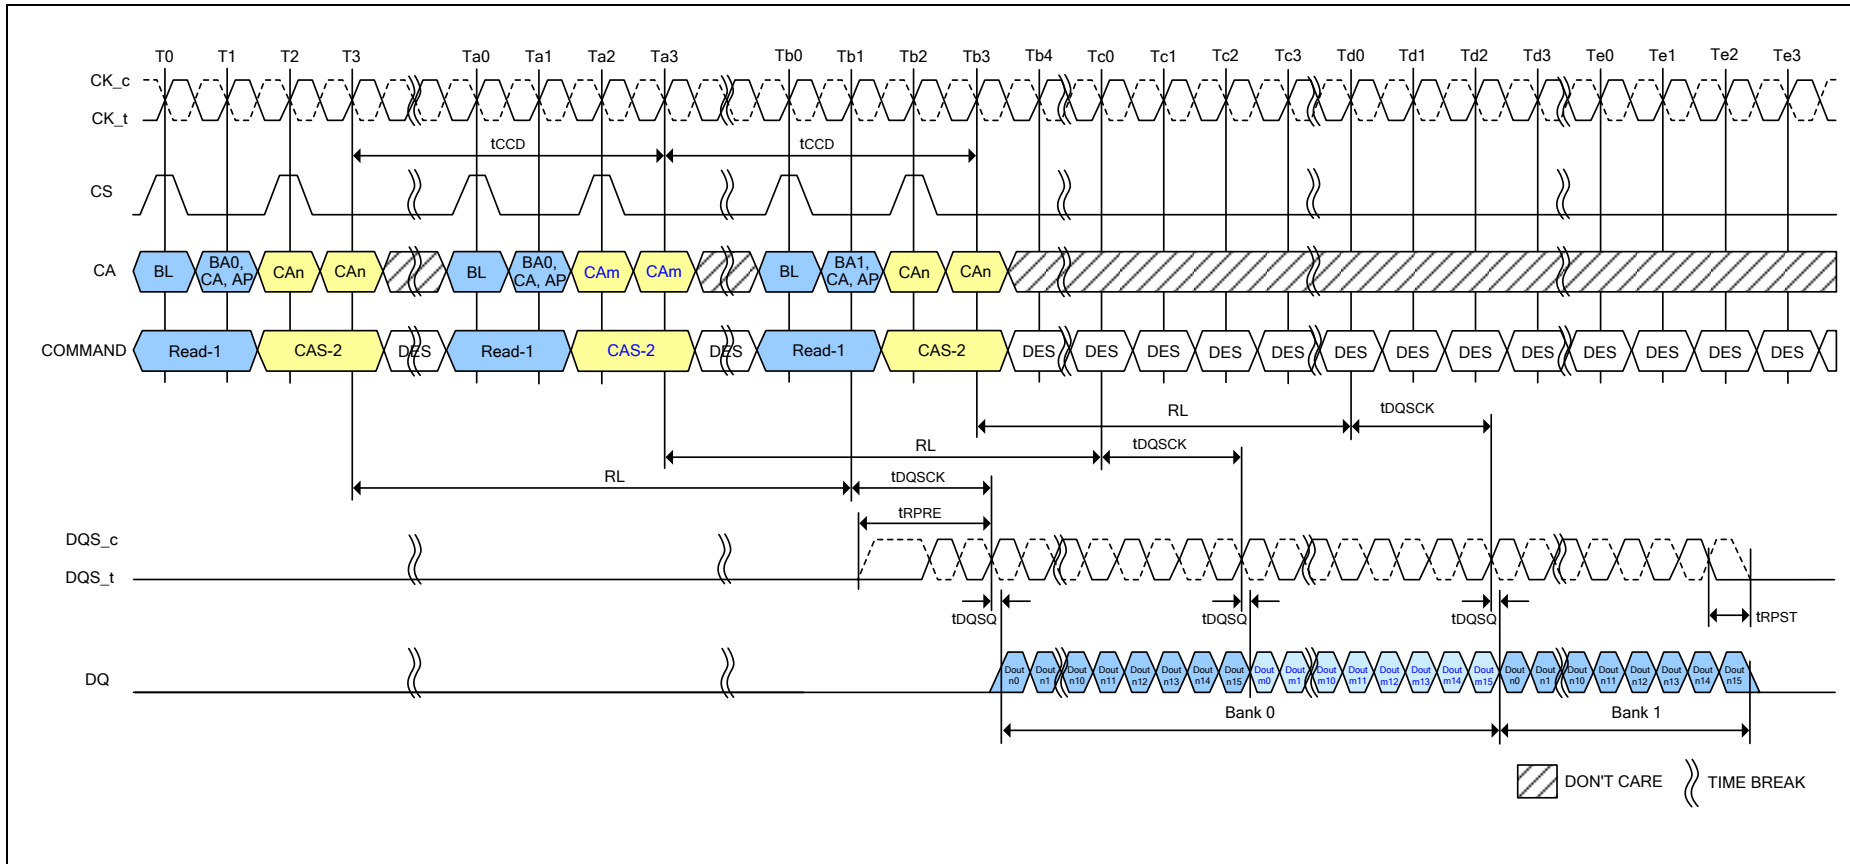 T0 T1 T2 T3 Ta0 Ta1 Ta2 Ta3 Tb0 Tb1 Tb2 Tb3 Tb4 Tc0 Tc1 Tc2 Tc3 Td0 Td1 Td2 Td3 Te0 Te1 Te2 Te3
CK_c
CK_t
tCCD tCCD
CS
CA BL BA0, CA, AP CAn CAn BL BA0, CA, AP CAm CAm BL BA1, CA, AP CAn CAn
COMMAND Read-1 CAS-2 DES Read-1 CAS-2 DES Read-1 CAS-2 DES DES DES DES DES DES DES DES DES DES DES DES DES
RL tDQSCK
RL tDQSCK
RL tDQSCK
tRPRE
DQS_c
DQS_t
tDQSQ tDQSQ tDQSQ tRPST
DQ
Dout Dout Dout Dout Dout Dout Dout Dout Dout Dout Dout Dout Dout Dout Dout Dout Dout Dout Dout Dout Dout Dout Dout Dout
n0 n1 n10 n11 n12 n13 n14 n15 m0 m1 m10 m11 m12 m13 m14 m15 n0 n1 n10 n11 n12 n13 n14 n15
Bank 0 Bank 1
DON'T CARE TIME BREAK